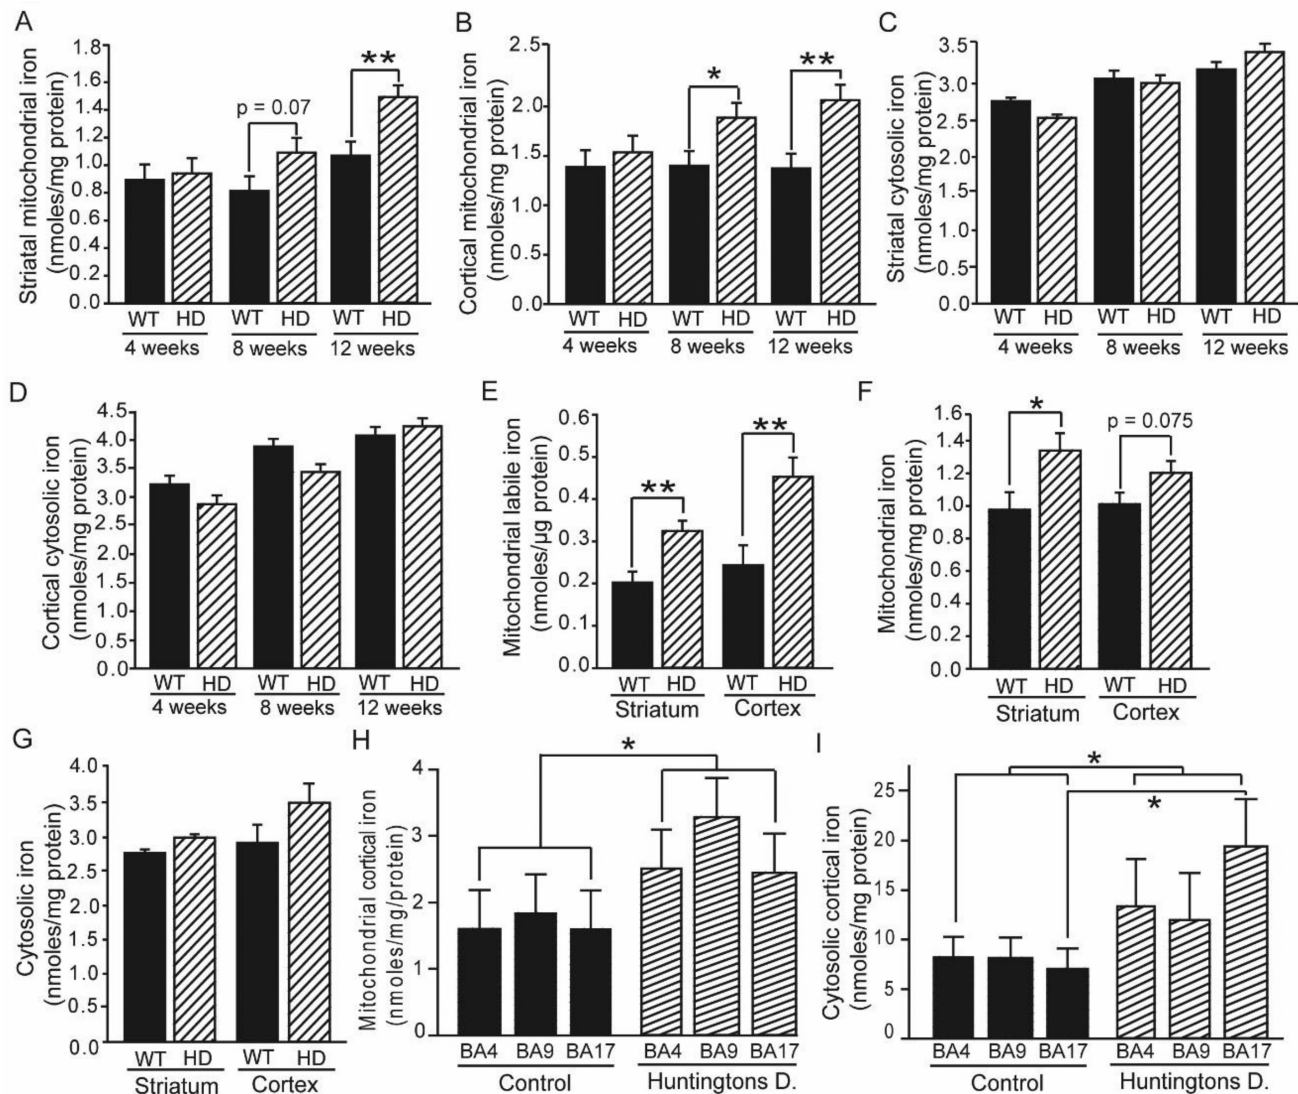 A
Striatal mitochondrial iron
(nmoles/mg protein)
1.8
1.6
1.4
1.2
1.0
0.8
0.6
0.4
0.2
0.0
p = 0.07
**
WT HD WT HD WT HD
4 weeks 8 weeks 12 weeks
B
Cortical mitochondrial iron
(nmoles/mg protein)
2.5
2.0
1.5
1.0
0.5
0.0
*
**
WT HD WT HD WT HD
4 weeks 8 weeks 12 weeks
C
Striatal cytosolic iron
(nmoles/mg protein)
3.5
3.0
2.5
2.0
1.5
1.0
0.5
0.0
WT HD WT HD WT HD
4 weeks 8 weeks 12 weeks
D
Cortical cytosolic iron
(nmoles/mg protein)
4.5
4.0
3.5
3.0
2.0
1.5
1.0
0.5
0.0
WT HD WT HD WT HD
4 weeks 8 weeks 12 weeks
E
Mitochondrial labile iron
(nmoles/µg protein)
0.6
0.5
0.4
0.3
0.2
0.1
0.0
**
**
WT HD WT HD
Striatum Cortex
F
Mitochondrial iron
(nmoles/mg protein)
1.6
1.4
1.2
1.0
0.8
0.6
0.4
0.2
0.0
*
p = 0.075
WT HD WT HD
Striatum Cortex
G
Cytosolic iron
(nmoles/mg protein)
4.0
3.5
3.0
2.5
2.0
1.5
1.0
0.5
0.0
WT HD WT HD
Striatum Cortex
H
Mitochondrial cortical iron
(nmoles/mg/protein)
4
3
2
1
0
*
BA4 BA9 BA17 BA4 BA9 BA17
Control Huntingtons D.
I
Cytosolic cortical iron
(nmoles/mg protein)
25
20
15
10
5
0
*
*
BA4 BA9 BA17 BA4 BA9 BA17
Control Huntingtons D.